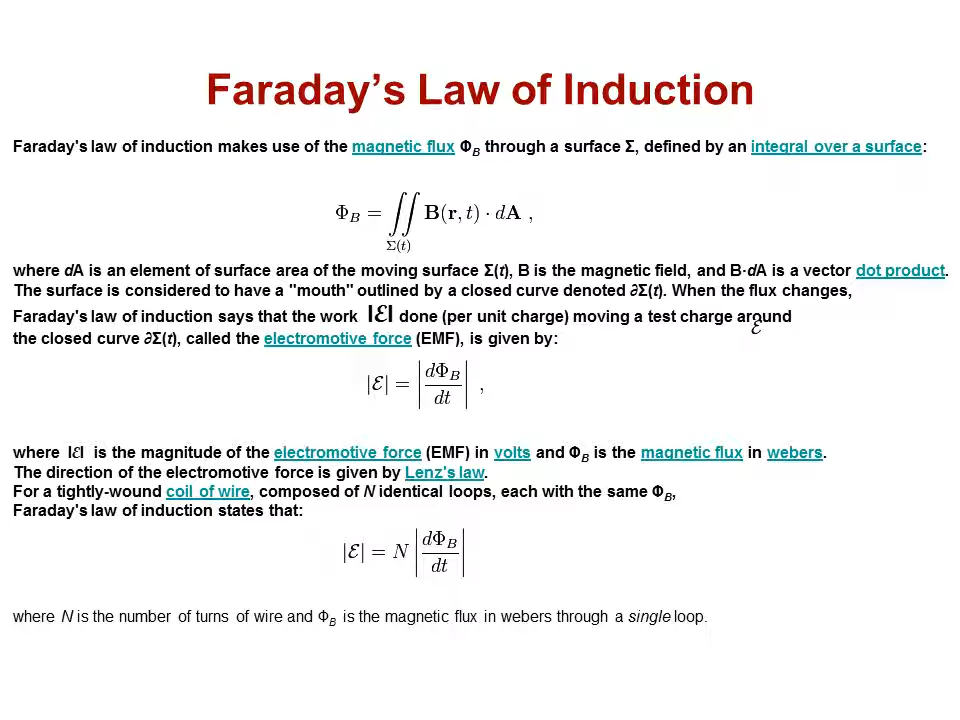 Faraday's Law of Induction
Faraday's law of induction makes use of the magnetic flux Φ_B through a surface Σ, defined by an integral over a surface:
Φ_B = ∬_{Σ(t)} B(r, t) · dA ,
where dA is an element of surface area of the moving surface Σ(t), B is the magnetic field, and B·dA is a vector dot product.
The surface is considered to have a "mouth" outlined by a closed curve denoted ∂Σ(t). When the flux changes,
Faraday's law of induction says that the work |ℰ| done (per unit charge) moving a test charge around
ℰ
the closed curve ∂Σ(t), called the electromotive force (EMF), is given by:
|ℰ| = |dΦ_B/dt| ,
where |ℰ| is the magnitude of the electromotive force (EMF) in volts and Φ_B is the magnetic flux in webers.
The direction of the electromotive force is given by Lenz's law.
For a tightly-wound coil of wire, composed of N identical loops, each with the same Φ_B,
Faraday's law of induction states that:
|ℰ| = N |dΦ_B/dt|
where N is the number of turns of wire and Φ_B is the magnetic flux in webers through a single loop.